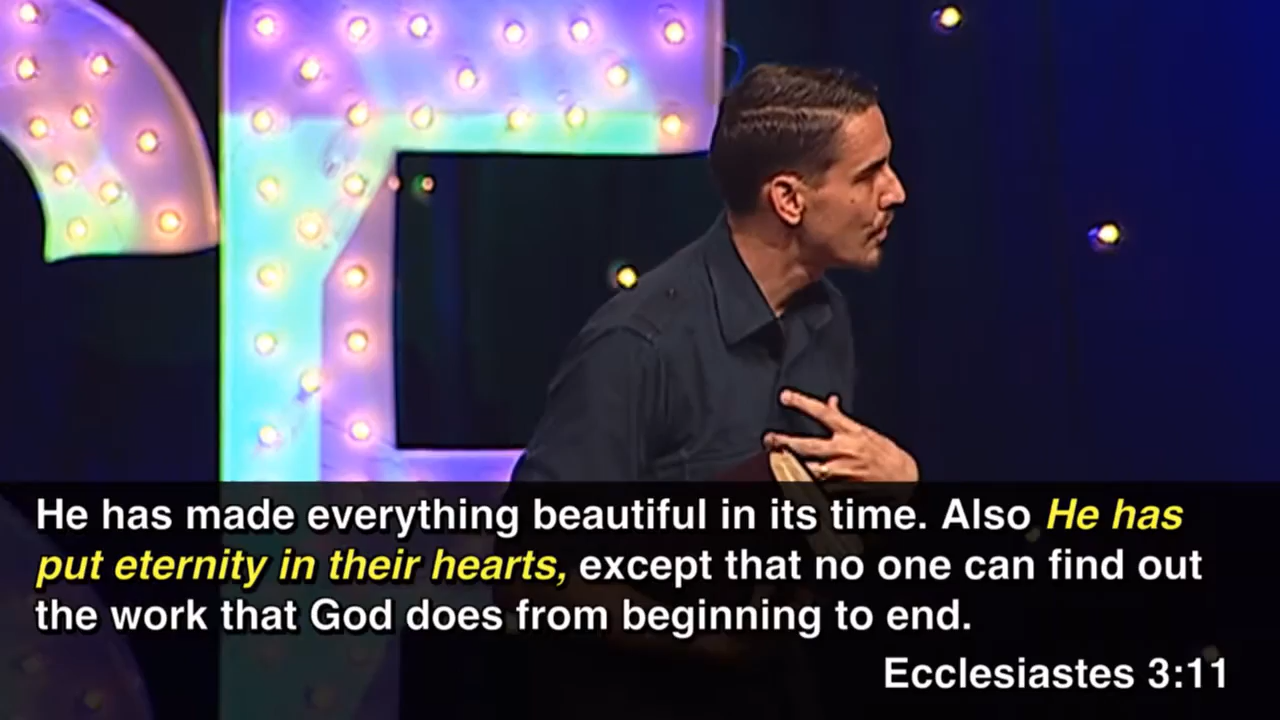 He has made everything beautiful in its time. Also He has
put eternity in their hearts, except that no one can find out
the work that God does from beginning to end.
Ecclesiastes 3:11